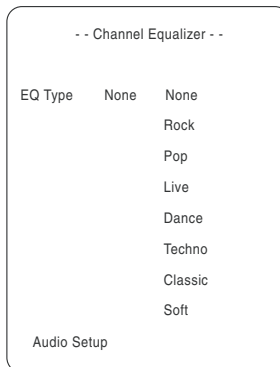 - - Channel Equalizer - -
EQ Type None None
Rock
Pop
Live
Dance
Techno
Classic
Soft
Audio Setup